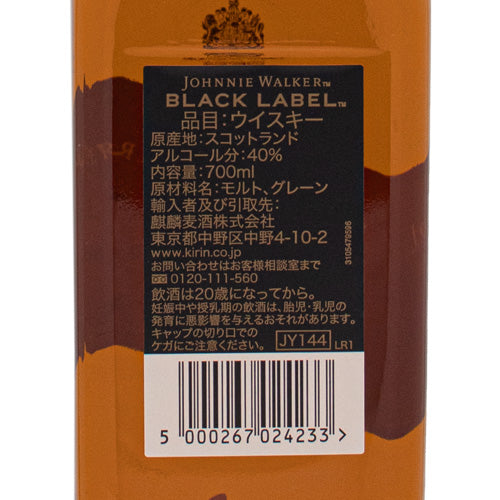 JOHNNIE WALKER™
BLACK LABEL™
品目:ウイスキー
原産地:スコットランド
アルコール分:40%
内容量:700ml
原材料名:モルト、グレーン
輸入者及び引取先:
麒麟麦酒株式会社
東京都中野区中野4-10-2
www.kirin.co.jp
お問い合わせはお客様相談室まで
0120-111-560
飲酒は20歳になってから。
妊娠中や授乳期の飲酒は、胎児・乳児の
発育に悪影響を与えるおそれがあります。
キャップの切り口での
ケガにご注意ください。
JY144 LR1
5 000267 024233>